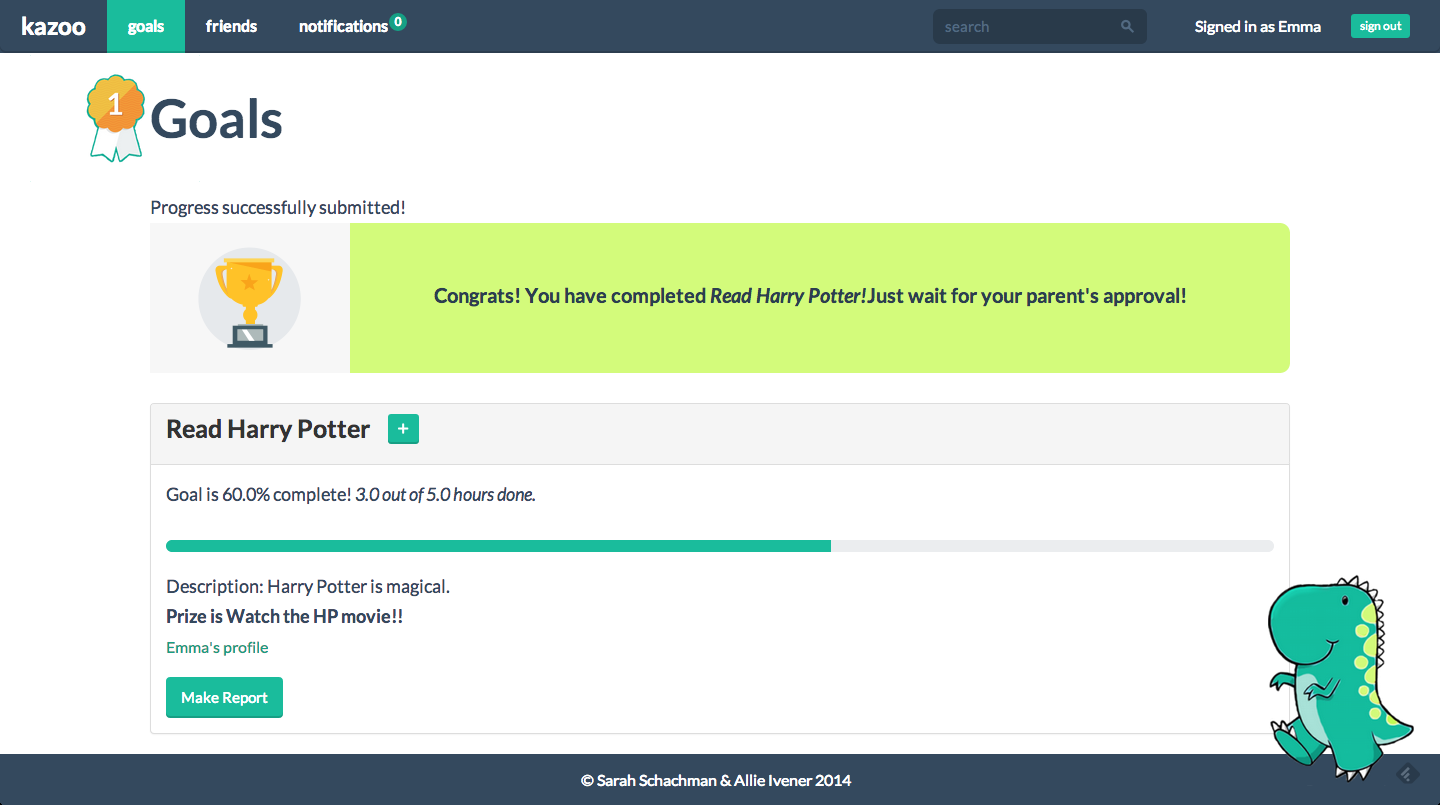 kazoo goals friends notifications 0 search Signed in as Emma sign out
1
Goals
Progress successfully submitted!
Congrats! You have completed Read Harry Potter!Just wait for your parent's approval!
Read Harry Potter +
Goal is 60.0% complete! 3.0 out of 5.0 hours done.
Description: Harry Potter is magical.
Prize is Watch the HP movie!!
Emma's profile
Make Report
© Sarah Schachman & Allie Ivener 2014